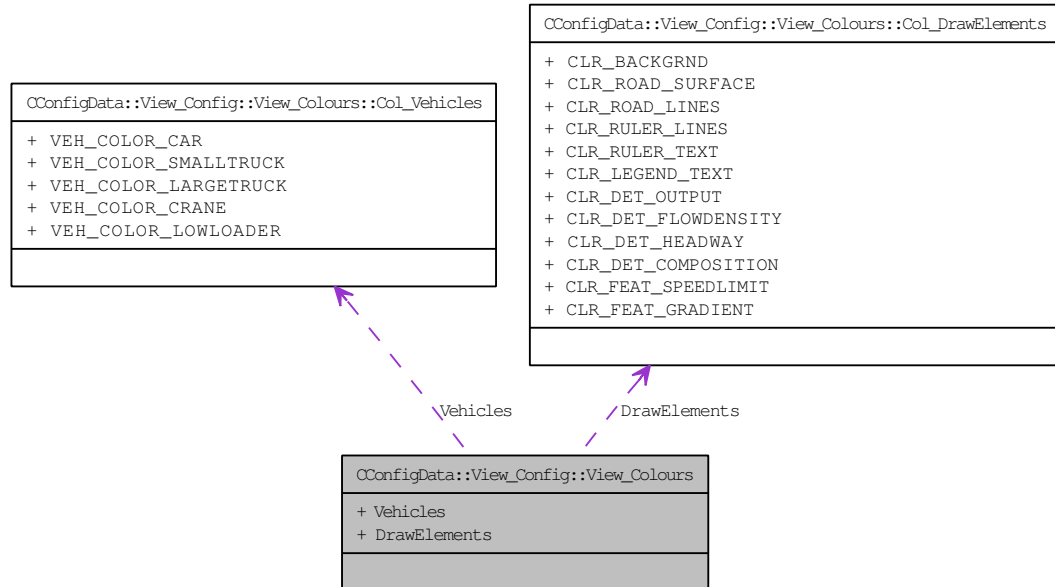 CConfigData::View_Config::View_Colours::Col_DrawElements
+ CLR_BACKGRND
+ CLR_ROAD_SURFACE
+ CLR_ROAD_LINES
+ CLR_RULER_LINES
+ CLR_RULER_TEXT
+ CLR_LEGEND_TEXT
+ CLR_DET_OUTPUT
+ CLR_DET_FLOWDENSITY
+ CLR_DET_HEADWAY
+ CLR_DET_COMPOSITION
+ CLR_FEAT_SPEEDLIMIT
+ CLR_FEAT_GRADIENT
CConfigData::View_Config::View_Colours::Col_Vehicles
+ VEH_COLOR_CAR
+ VEH_COLOR_SMALLTRUCK
+ VEH_COLOR_LARGETRUCK
+ VEH_COLOR_CRANE
+ VEH_COLOR_LOWLOADER
Vehicles
DrawElements
CConfigData::View_Config::View_Colours
+ Vehicles
+ DrawElements